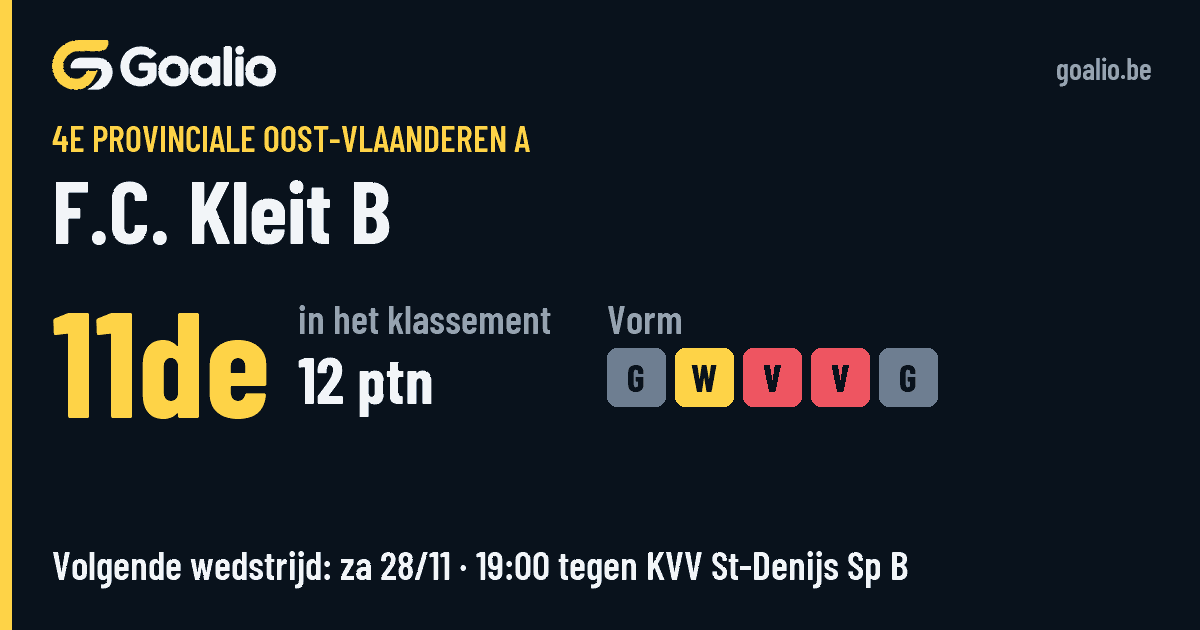 Goalio
goalio.be
4E PROVINCIALE OOST-VLAANDEREN A
F.C. Kleit B
11de
in het klassement
12 ptn
Vorm
G W V V G
Volgende wedstrijd: za 28/11 · 19:00 tegen KVV St-Denijs Sp B